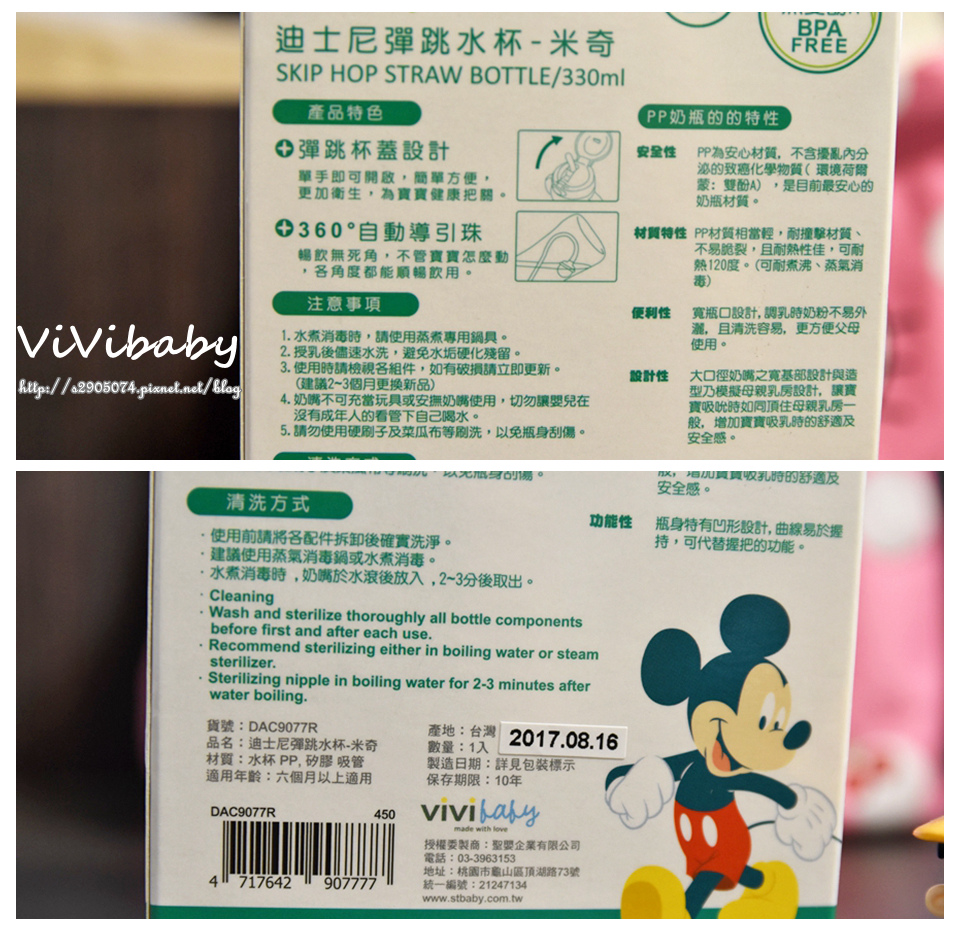 迪士尼彈跳水杯-米奇
SKIP HOP STRAW BOTTLE/330ml
BPA
FREE
產品特色
彈跳杯蓋設計
單手即可開啟，簡單方便，
更加衛生，為寶寶健康把關。
360°自動導引珠
暢飲無死角，不管寶寶怎麼動
，各角度都能順暢飲用。
注意事項
1.水煮消毒時，請使用蒸煮專用鍋具。
2.授乳後儘速水洗，避免水垢硬化殘留。
3.使用時請檢視各組件，如有破損請立即更新。
(建議2~3個月更換新品)
4.奶嘴不可充當玩具或安撫奶嘴使用，切勿讓嬰兒在
沒有成年人的看管下自己喝水。
5.請勿使用硬刷子及菜瓜布等刷洗，以免瓶身刮傷。
PP奶瓶的的特性
安全性 PP為安心材質，不含擾亂內分
泌的致癌化學物質( 環境荷爾
蒙: 雙酚A) ，是目前最安心的
奶瓶材質。
材質特性 PP材質相當輕，耐撞擊材質、
不易脆裂，且耐熱性佳，可耐
熱120度。(可耐煮沸、蒸氣消
毒)
便利性 寬瓶口設計,調乳時奶粉不易外
灑，且清洗容易，更方便父母
使用。
設計性 大口徑奶嘴之寬基部設計與造
型乃模擬母親乳房設計，讓寶
寶吸吮時如同頂住母親乳房一
般，增加寶寶吸乳時的舒適及
安全感。
ViVibaby
http://s2905074.pixnet.net/blog
清洗方式
以免瓶身刮傷。
般，增加寶寶吸乳時的舒適及
安全感。
功能性 瓶身特有凹形設計,曲線易於握
持，可代替握把的功能。
·使用前請將各配件拆卸後確實洗淨。
·建議使用蒸氣消毒鍋或水煮消毒。
·水煮消毒時 ,奶嘴於水滾後放入 ,2~3分後取出。
· Cleaning
· Wash and sterilize thoroughly all bottle components
before first and after each use.
· Recommend sterilizing either in boiling water or steam
sterilizer.
· Sterilizing nipple in boiling water for 2-3 minutes after
water boiling.
貨號：DAC9077R
品名：迪士尼彈跳水杯-米奇
材質：水杯 PP, 矽膠 吸管
適用年齡：六個月以上適用
產地：台灣
數量：1入
製造日期：詳見包裝標示
保存期限：10年
2017.08.16
DAC9077R 450
4 717642 907777
vivibaby
made with love
授權委製商：聖嬰企業有限公司
電話：03-3963153
地址：桃園市龜山區頂湖路73號
統一編號：21247134
www.stbaby.com.tw